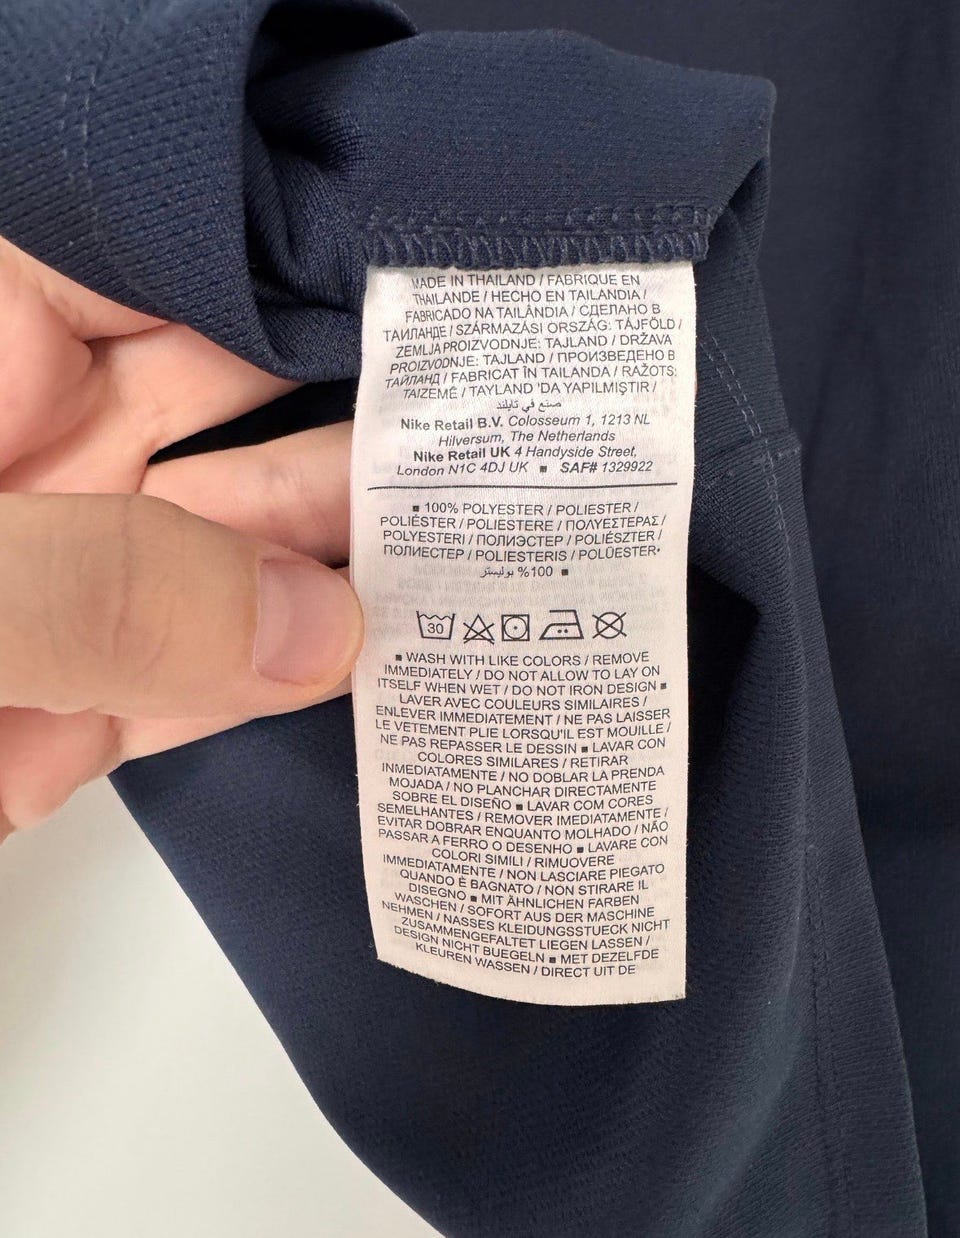 MADE IN THAILAND / FABRIQUE EN
THAILANDE / HECHO EN TAILANDIA /
FABRICADO NA TAILÂNDIA / СДЕЛАНО В
ТАИЛАНДЕ / SZÁRMAZÁSI ORSZÁG: TÁJFÖLD /
ZEMLJA PROIZVODNJE: TAJLAND / DRŽAVA
PROIZVODNJE: TAJLAND / ПРОИЗВЕДЕНО В
ТАЙЛАНД / FABRICAT ÎN TAILANDA / RAŽOTS:
TAIZEMĒ / TAYLAND 'DA YAPILMIŞTIR /
صنع في تايلند
Nike Retail B.V. Colosseum 1, 1213 NL
Hilversum, The Netherlands
Nike Retail UK 4 Handyside Street,
London N1C 4DJ UK ■ SAF# 1329922
■ 100% POLYESTER / POLIESTER /
POLIÉSTER / POLIESTERE / ΠΟΛΥΕΣΤΕΡΑΣ /
POLYESTERI / ПОЛИЭСТЕР / POLIÉSZTER /
ПОЛИЕСТЕР / POLIESTERIS / POLÜESTER•
100% بوليستر ■
30
■ WASH WITH LIKE COLORS / REMOVE
IMMEDIATELY / DO NOT ALLOW TO LAY ON
ITSELF WHEN WET / DO NOT IRON DESIGN ■
LAVER AVEC COULEURS SIMILAIRES /
ENLEVER IMMEDIATEMENT / NE PAS LAISSER
LE VETEMENT PLIE LORSQU'IL EST MOUILLE /
NE PAS REPASSER LE DESSIN ■ LAVAR CON
COLORES SIMILARES / RETIRAR
INMEDIATAMENTE / NO DOBLAR LA PRENDA
MOJADA / NO PLANCHAR DIRECTAMENTE
SOBRE EL DISEÑO ■ LAVAR COM CORES
SEMELHANTES / REMOVER IMEDIATAMENTE /
EVITAR DOBRAR ENQUANTO MOLHADO / NÃO
PASSAR A FERRO O DESENHO ■ LAVARE CON
COLORI SIMILI / RIMUOVERE
IMMEDIATAMENTE / NON LASCIARE PIEGATO
QUANDO È BAGNATO / NON STIRARE IL
DISEGNO ■ MIT ÄHNLICHEN FARBEN
WASCHEN / SOFORT AUS DER MASCHINE
NEHMEN / NASSES KLEIDUNGSSTUECK NICHT
ZUSAMMENGEFALTET LIEGEN LASSEN /
DESIGN NICHT BUEGELN ■ MET DEZELFDE
KLEUREN WASSEN / DIRECT UIT DE